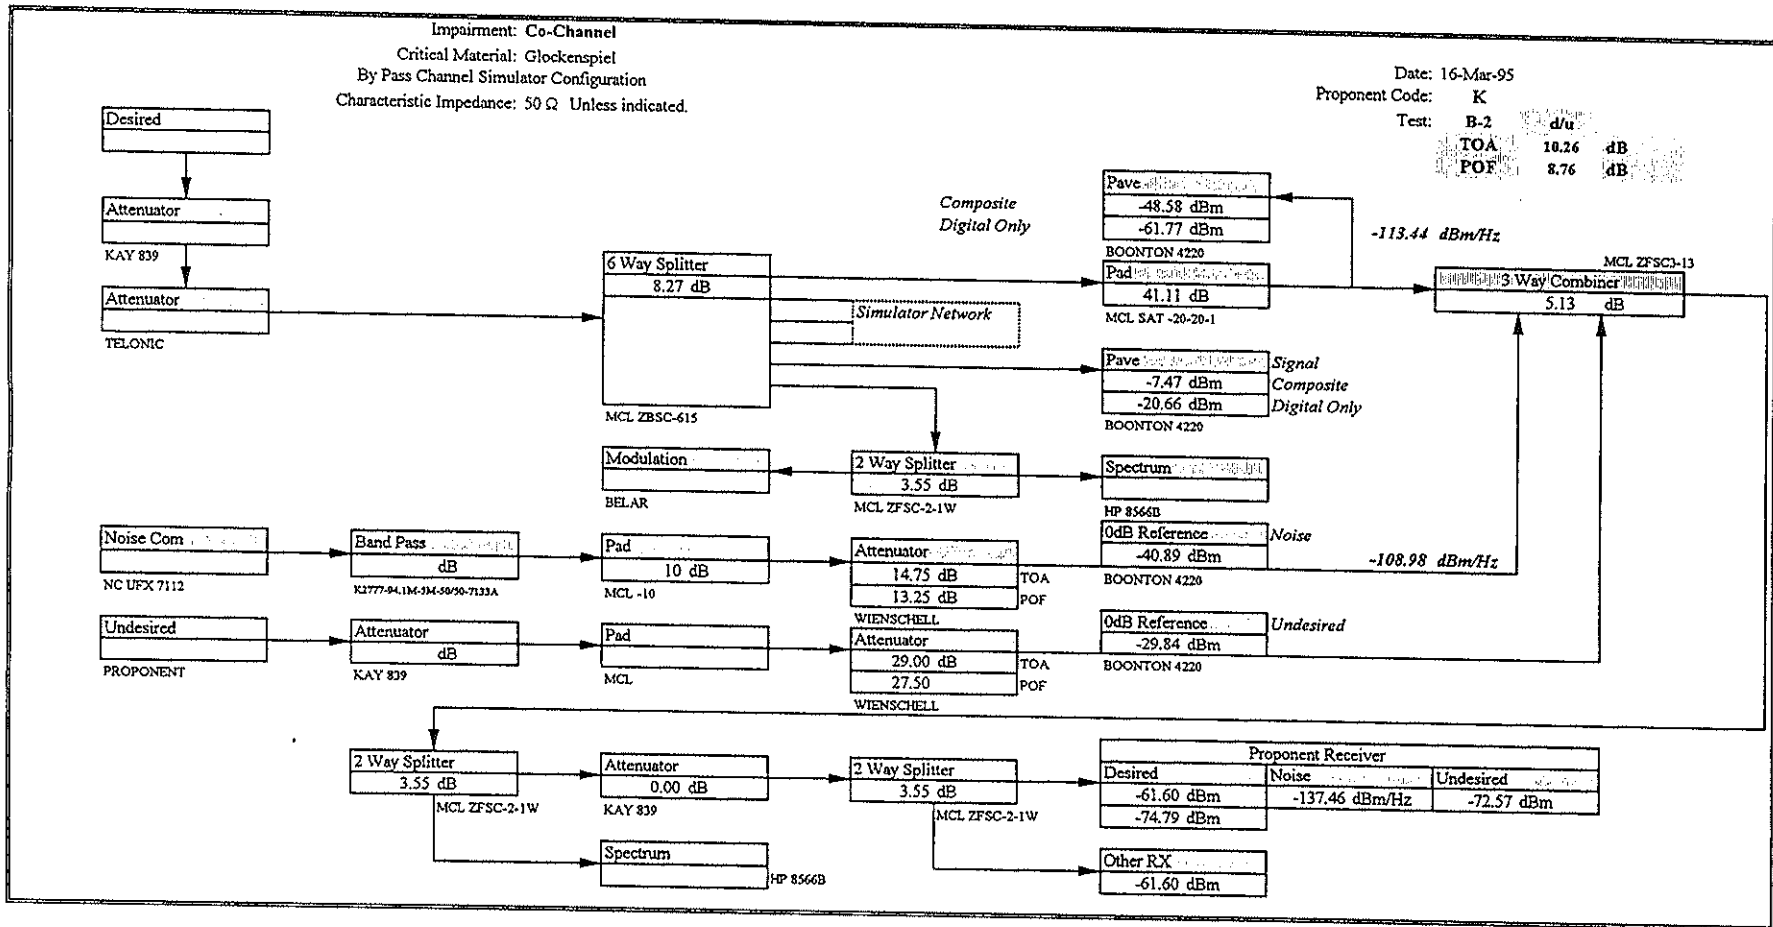 Impairment: Co-Channel
Critical Material: Glockenspiel
By Pass Channel Simulator Configuration
Characteristic Impedance: 50 Ω Unless indicated.
Date: 16-Mar-95
Proponent Code: K
Test: B-2 d/u
TOA 10.26 dB
POF 8.76 dB
Desired
Attenuator
KAY 839
Attenuator
TELONIC
6 Way Splitter
8.27 dB
MCL ZBSC-615
Simulator Network
Composite
Digital Only
Pave
-48.58 dBm
-61.77 dBm
BOONTON 4220
-113.44 dBm/Hz
Pad
41.11 dB
MCL SAT -20-20-1
MCL ZFSC3-13
3 Way Combiner
5.13 dB
Pave
-7.47 dBm
-20.66 dBm
BOONTON 4220
Signal
Composite
Digital Only
Modulation
BELAR
2 Way Splitter
3.55 dB
MCL ZFSC-2-1W
Spectrum
HP 8566B
Noise Com
NC UFX 7112
Band Pass
dB
K2777-94.1M-5M-50/50-7133A
Pad
10 dB
MCL -10
Attenuator
14.75 dB TOA
13.25 dB POF
WIENSCHELL
0dB Reference Noise
-40.89 dBm
BOONTON 4220
-108.98 dBm/Hz
Undesired
PROPONENT
Attenuator
dB
KAY 839
Pad
MCL
Attenuator
29.00 dB TOA
27.50 POF
WIENSCHELL
0dB Reference Undesired
-29.84 dBm
BOONTON 4220
2 Way Splitter
3.55 dB
MCL ZFSC-2-1W
Attenuator
0.00 dB
KAY 839
2 Way Splitter
3.55 dB
MCL ZFSC-2-1W
Proponent Receiver
Desired Noise Undesired
-61.60 dBm -137.46 dBm/Hz -72.57 dBm
-74.79 dBm
Spectrum
HP 8566B
Other RX
-61.60 dBm